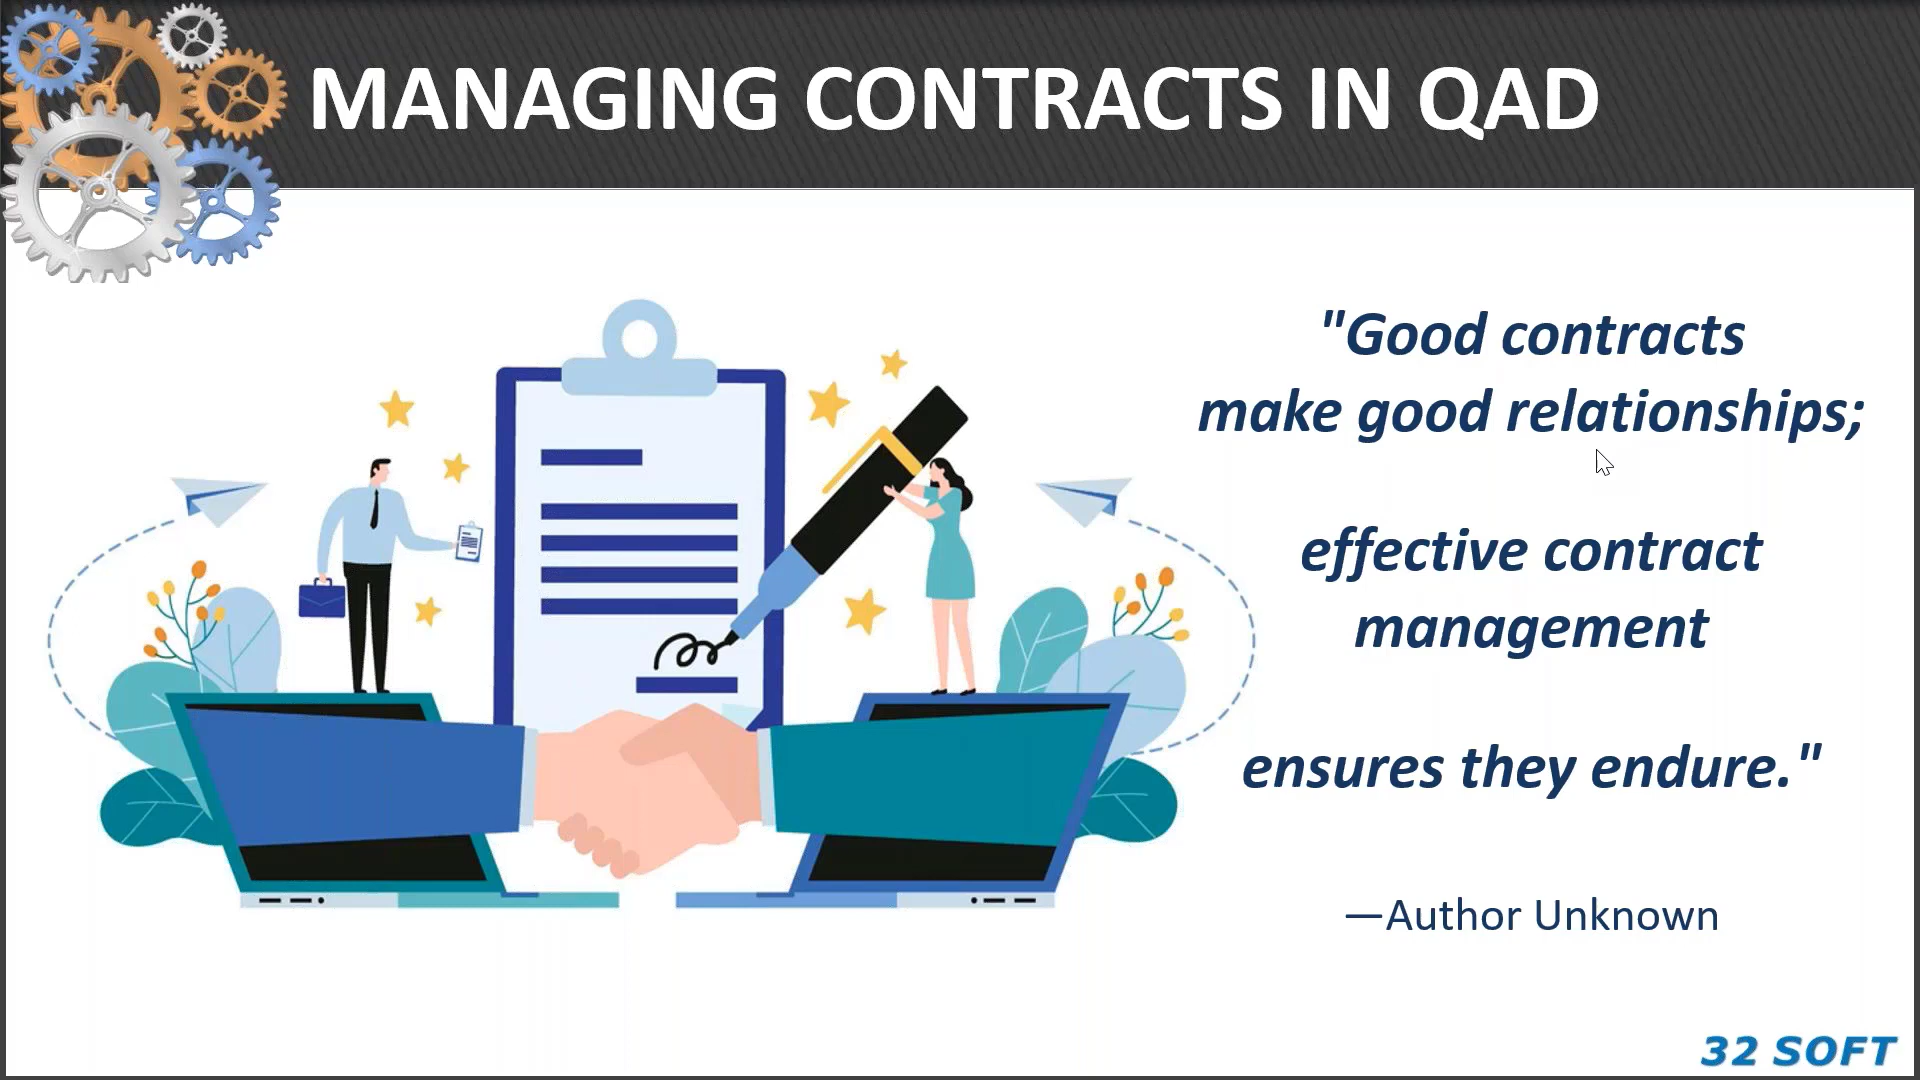 MANAGING CONTRACTS IN QAD
"Good contracts
make good relationships;
effective contract
management
ensures they endure."
—Author Unknown
32 SOFT